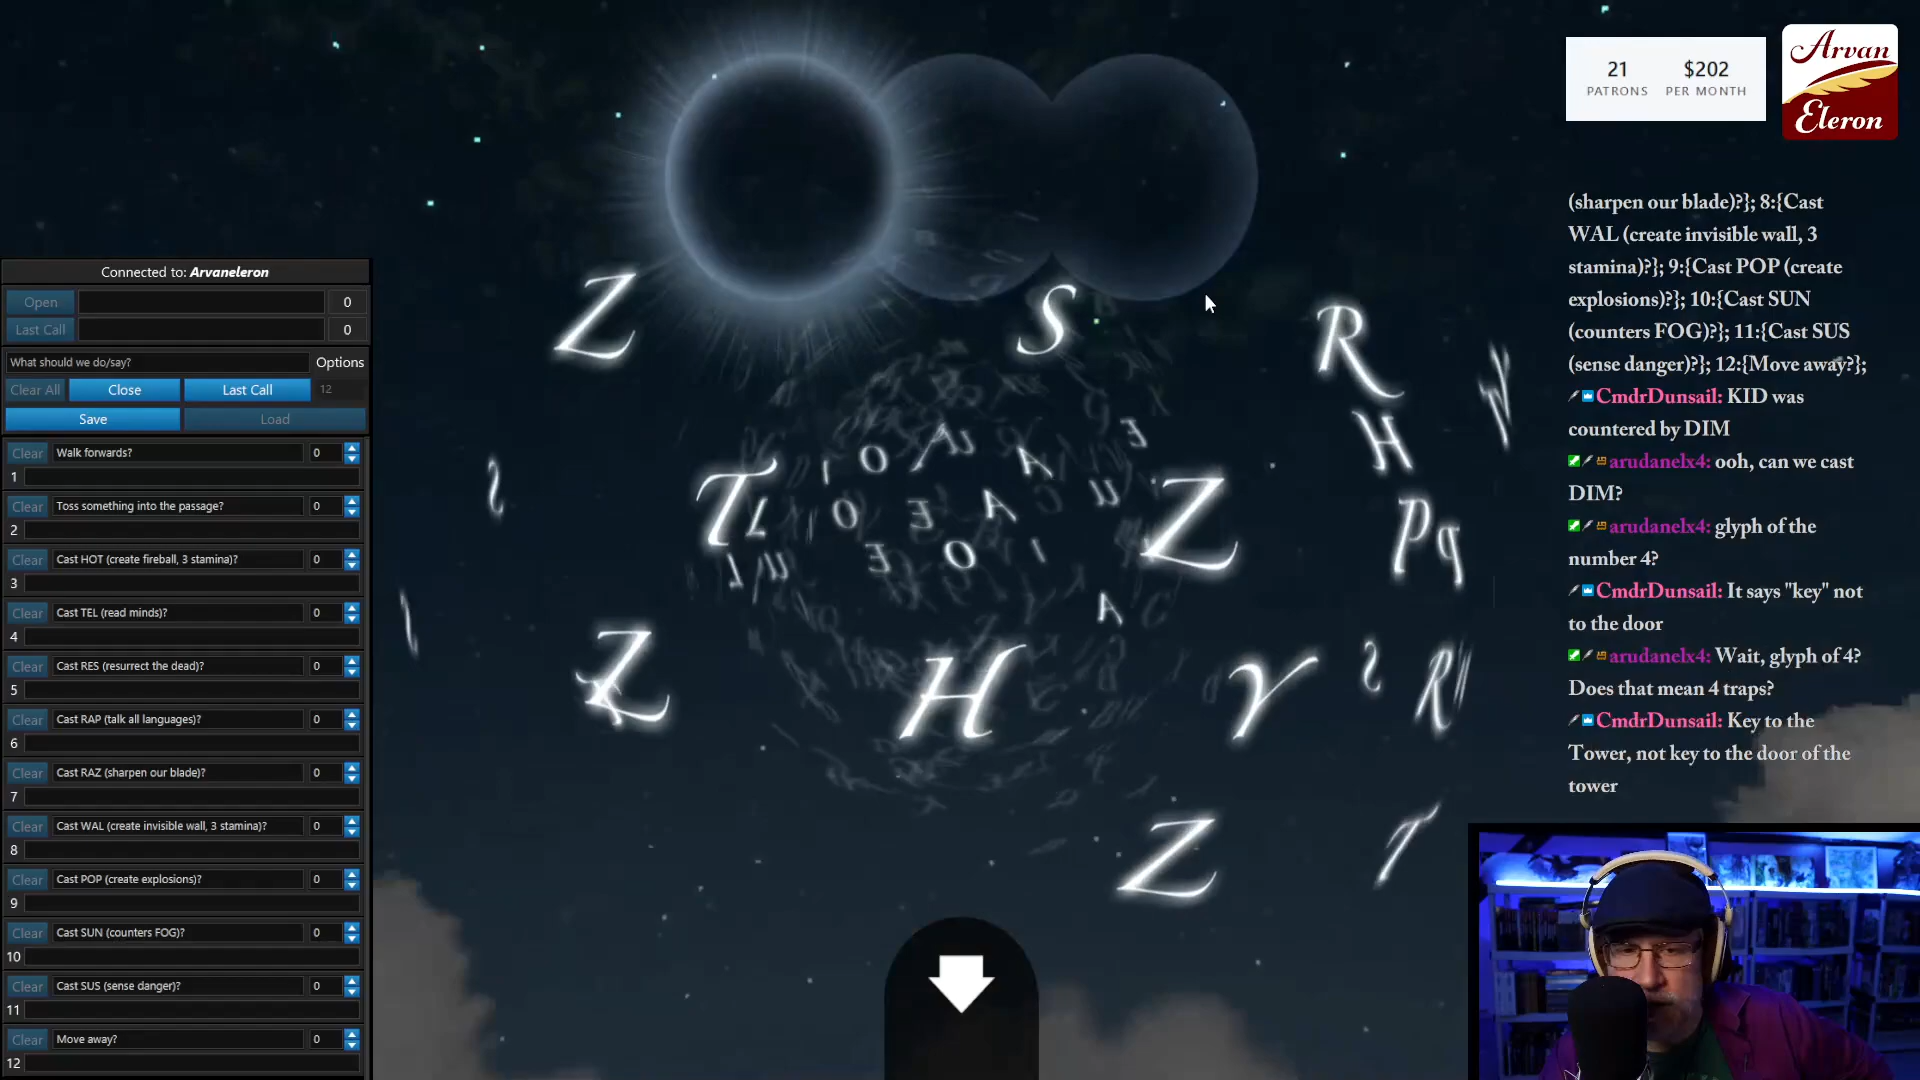 21
PATRONS
$202
PER MONTH
Arvan
Eleron
Connected to: Arvaneleron
Open
0
Last Call
0
What should we do/say?
Options
Clear All
Close
Last Call
12
Save
Load
Clear
Walk forwards?
0
1
Clear
Toss something into the passage?
0
2
Clear
Cast HOT (create fireball, 3 stamina)?
0
3
Clear
Cast TEL (read minds)?
0
4
Clear
Cast RES (resurrect the dead)?
0
5
Clear
Cast RAP (talk all languages)?
0
6
Clear
Cast RAZ (sharpen our blade)?
0
7
Clear
Cast WAL (create invisible wall, 3 stamina)?
0
8
Clear
Cast POP (create explosions)?
0
9
Clear
Cast SUN (counters FOG)?
0
10
Clear
Cast SUS (sense danger)?
0
11
Clear
Move away?
0
12
Z
S
R
H
T
Z
P
Z
H
Y
R
Z
T
A
A
A
O
O
O
(sharpen our blade)?}; 8:{Cast
WAL (create invisible wall, 3
stamina)?}; 9:{Cast POP (create
explosions)?}; 10:{Cast SUN
(counters FOG)?}; 11:{Cast SUS
(sense danger)?}; 12:{Move away?};
CmdrDunsail: KID was
countered by DIM
arudanelx4: ooh, can we cast
DIM?
arudanelx4: glyph of the
number 4?
CmdrDunsail: It says "key" not
to the door
arudanelx4: Wait, glyph of 4?
Does that mean 4 traps?
CmdrDunsail: Key to the
Tower, not key to the door of the
tower